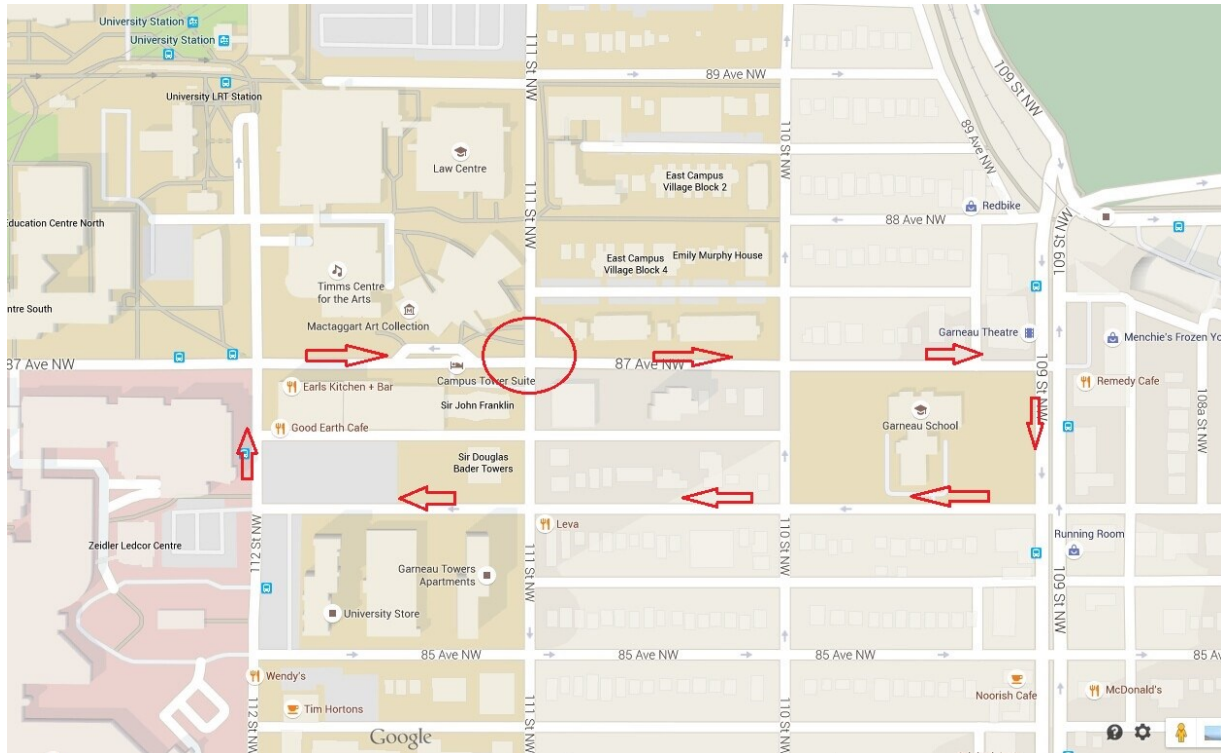 University Station
University Station
University LRT Station
111 St NW
89 Ave NW
109 St NW
Law Centre
110 St NW
89 Ave NW
East Campus
Village Block 2
111 St NW
Redbike
88 Ave NW
109 St NW
Education Centre North
East Campus
Village Block 4
Emily Murphy House
Timms Centre
for the Arts
ntre South
Mactaggart Art Collection
Garneau Theatre
Menchie's Frozen Yo
87 Ave NW
87 Ave NW
Campus Tower Suite
Earls Kitchen + Bar
109 St NW
Remedy Cafe
Sir John Franklin
108a St NW
Good Earth Cafe
Garneau School
Sir Douglas
Bader Towers
Leva
Running Room
Zeidler Ledcor Centre
112 St NW
111 St NW
110 St NW
Garneau Towers
Apartments
109 St NW
University Store
85 Ave NW
85 Ave NW
85 Ave NW
85 Av
Wendy's
Noorish Cafe
McDonald's
112 St NW
Tim Hortons
111 St NW
110 St NW
Google